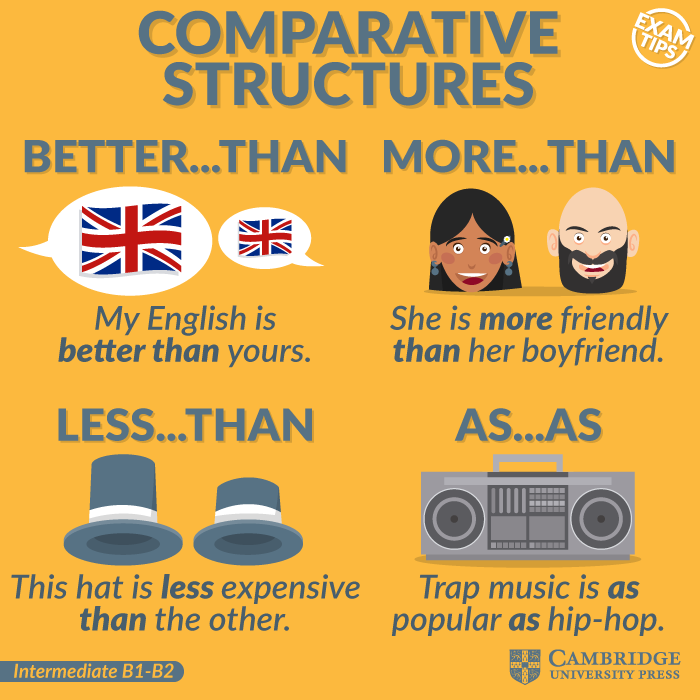 COMPARATIVE
STRUCTURES
EXAM
TIPS
BETTER...THAN
My English is
better than yours.
MORE...THAN
She is more friendly
than her boyfriend.
LESS...THAN
This hat is less expensive
than the other.
AS...AS
Trap music is as
popular as hip-hop.
Intermediate B1-B2
CAMBRIDGE
UNIVERSITY PRESS